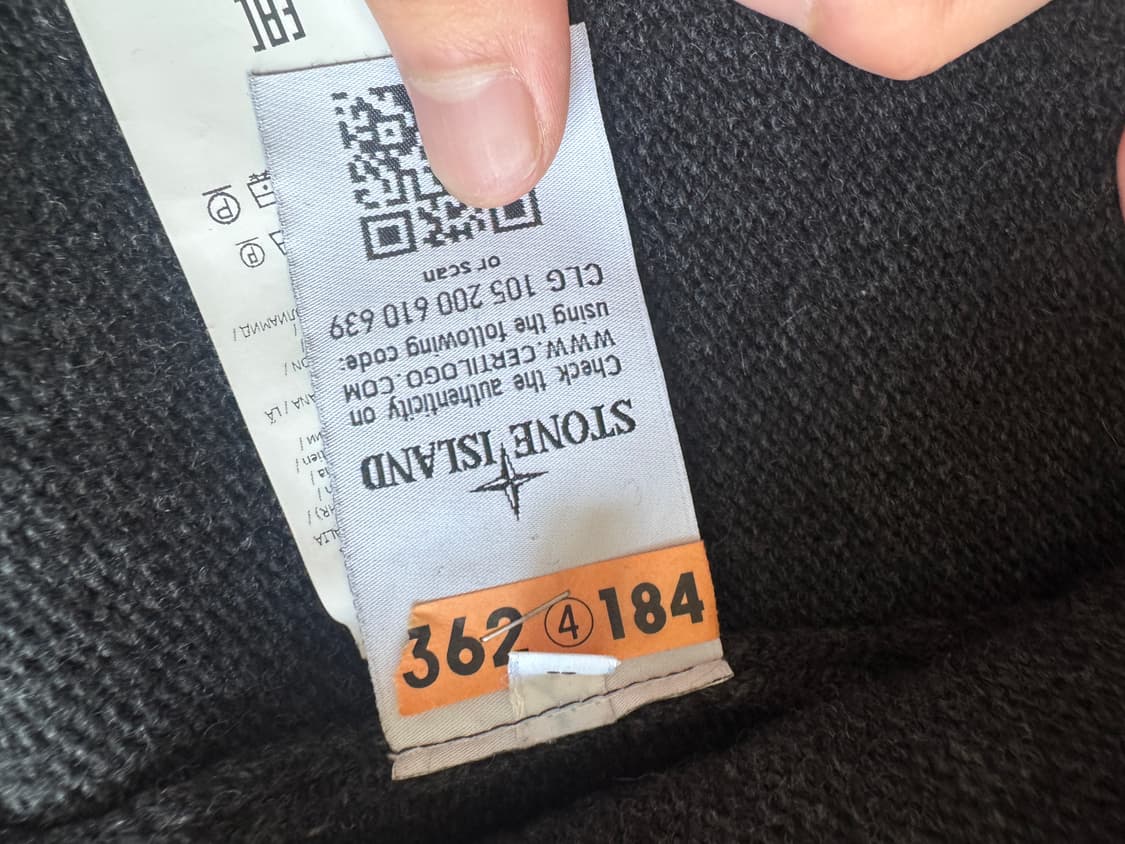 STONE ISLAND
Check the authenticity on
WWW.CERTILOGO.COM
using the following code:
CLG 105 200 610 639
or scan
362 4 184
EAC